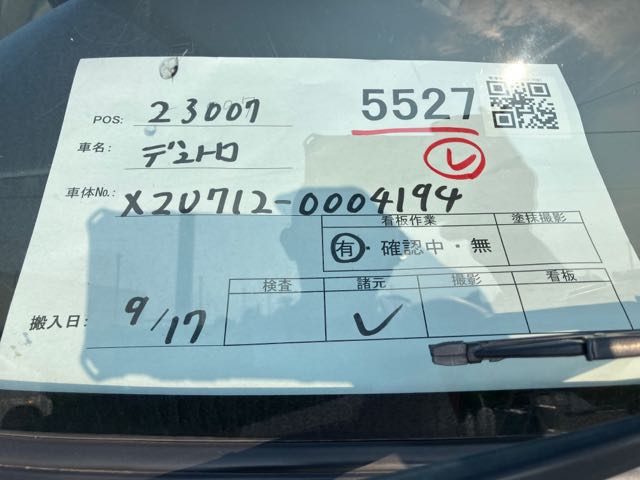 POS: 23007 5527
車名: デュトロ
レ
車体No.: XZU712-0004194
看板作業 塗抹撮影
有・確認中・無
検査 諸元 撮影 看板
搬入日: 9/17 レ